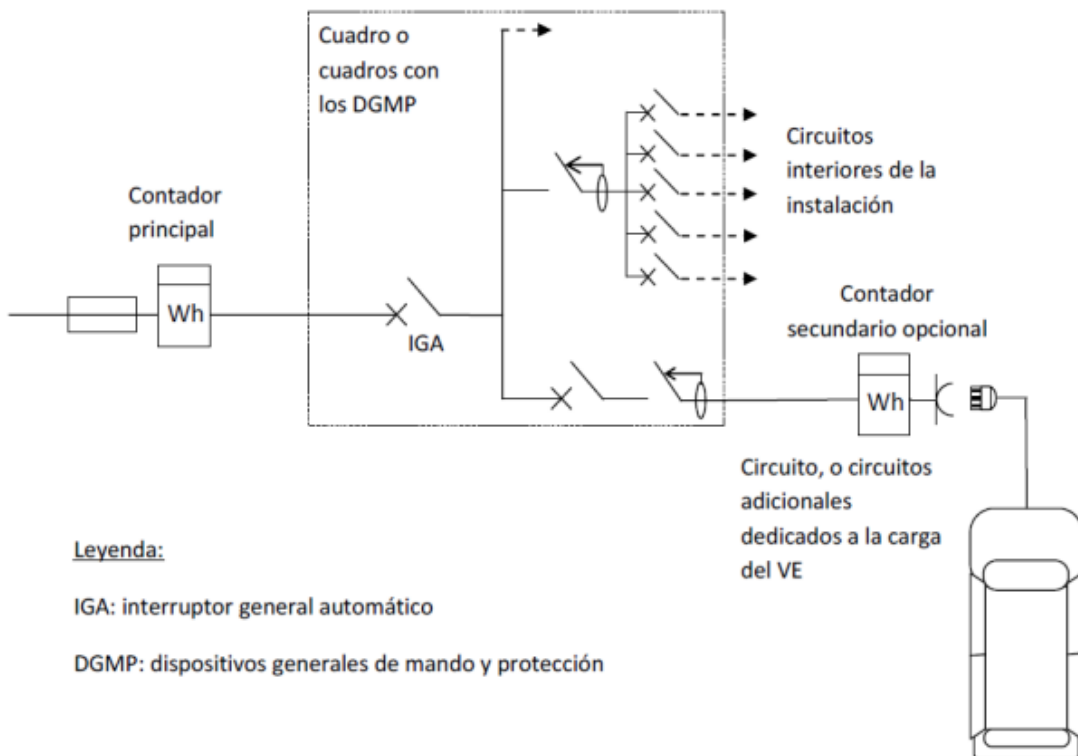 Cuadro o
cuadros con
los DGMP
Circuitos
interiores de la
instalación
Contador
principal
Wh
IGA
Contador
secundario opcional
Wh
Circuito, o circuitos
adicionales
dedicados a la carga
del VE
Leyenda:
IGA: interruptor general automático
DGMP: dispositivos generales de mando y protección